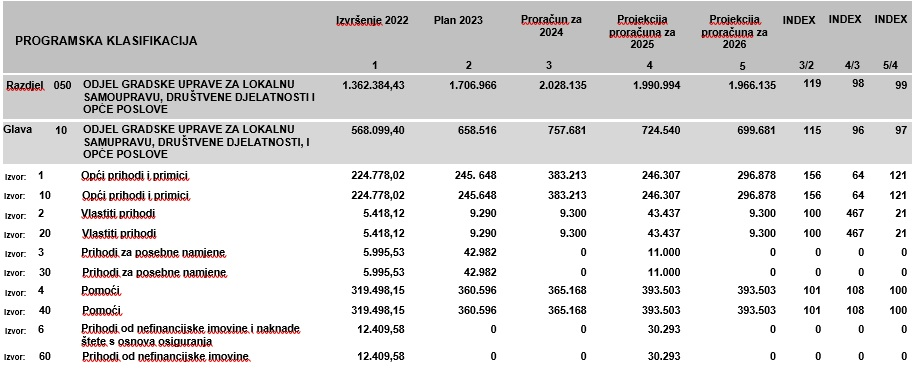 Izvršenje 2022 Plan 2023 Proračun za 2024 Projekcija proračuna za 2025 Projekcija proračuna za 2026 INDEX INDEX INDEX
PROGRAMSKA KLASIFIKACIJA
1 2 3 4 5 3/2 4/3 5/4
Razdjel 050 ODJEL GRADSKE UPRAVE ZA LOKALNU 1.362.384,43 1.706.966 2.028.135 1.990.994 1.966.135 119 98 99
SAMOUPRAVU, DRUŠTVENE DJELATNOSTI I
OPĆE POSLOVE
Glava 10 ODJEL GRADSKE UPRAVE ZA LOKALNU 568.099,40 658.516 757.681 724.540 699.681 115 96 97
SAMUPRAVU, DRUŠTVENE DJELATNOSTI, I
OPĆE POSLOVE
Izvor: 1 Opći prihodi i primici 224.778,02 245. 648 383.213 246.307 296.878 156 64 121
Izvor: 10 Opći prihodi i primici 224.778,02 245.648 383.213 246.307 296.878 156 64 121
Izvor: 2 Vlastiti prihodi 5.418,12 9.290 9.300 43.437 9.300 100 467 21
Izvor: 20 Vlastiti prihodi 5.418,12 9.290 9.300 43.437 9.300 100 467 21
Izvor: 3 Prihodi za posebne namjene 5.995,53 42.982 0 11.000 0 0 0 0
Izvor: 30 Prihodi za posebne namjene 5.995,53 42.982 0 11.000 0 0 0 0
Izvor: 4 Pomoći 319.498,15 360.596 365.168 393.503 393.503 101 108 100
Izvor: 40 Pomoći 319.498,15 360.596 365.168 393.503 393.503 101 108 100
Izvor: 6 Prihodi od nefinancijske imovine i naknade 12.409,58 0 0 30.293 0 0 0 0
štete s osnova osiguranja
Izvor: 60 Prihodi od nefinancijske imovine. 12.409,58 0 0 30.293 0 0 0 0